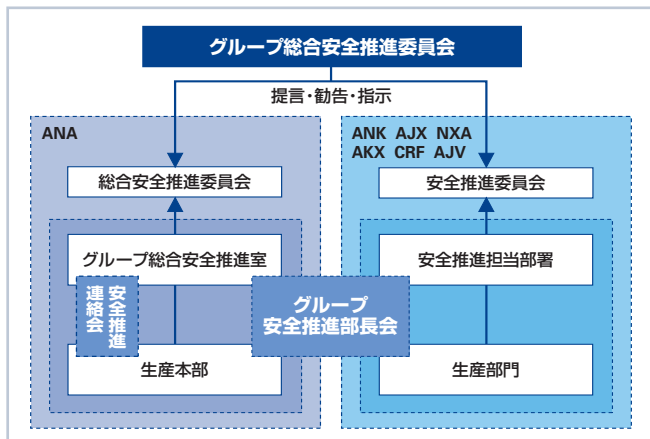 グループ総合安全推進委員会
提言・勧告・指示
ANA
総合安全推進委員会
グループ総合安全推進室
安全推進
連絡会
生産本部
グループ
安全推進部長会
ANK AJX NXA
AKX CRF AJV
安全推進委員会
安全推進担当部署
生産部門